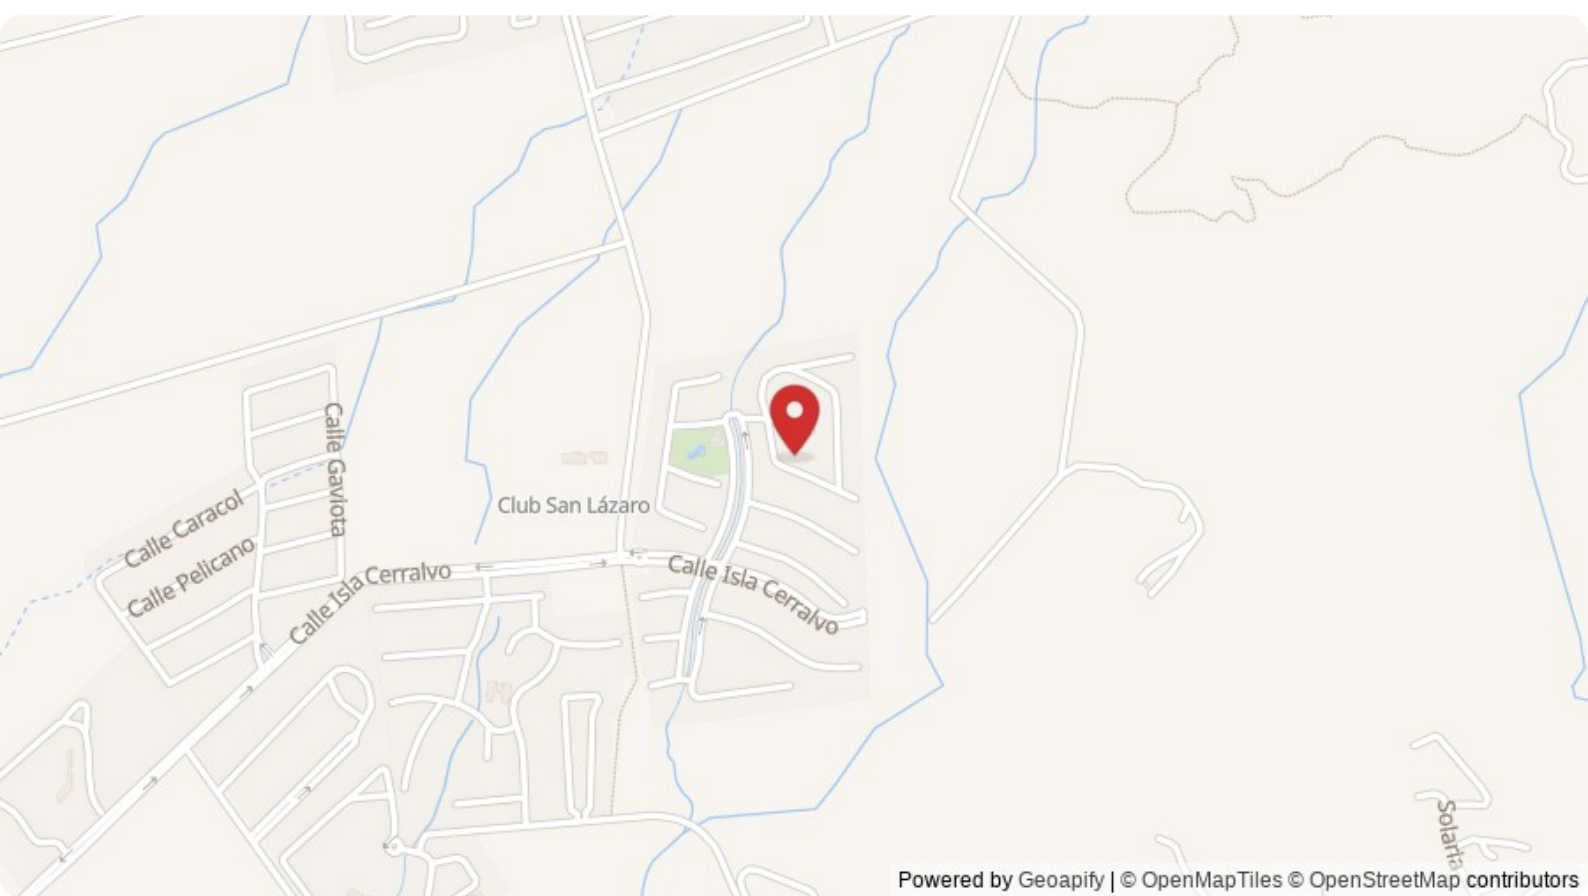 Calle Gaviota
Calle Caracol
Club San Lázaro
Calle Pelicano
Calle Isla Cerralvo
Calle Isla Cerralvo
Solaria
Powered by Geoapify | © OpenMapTiles © OpenStreetMap contributors